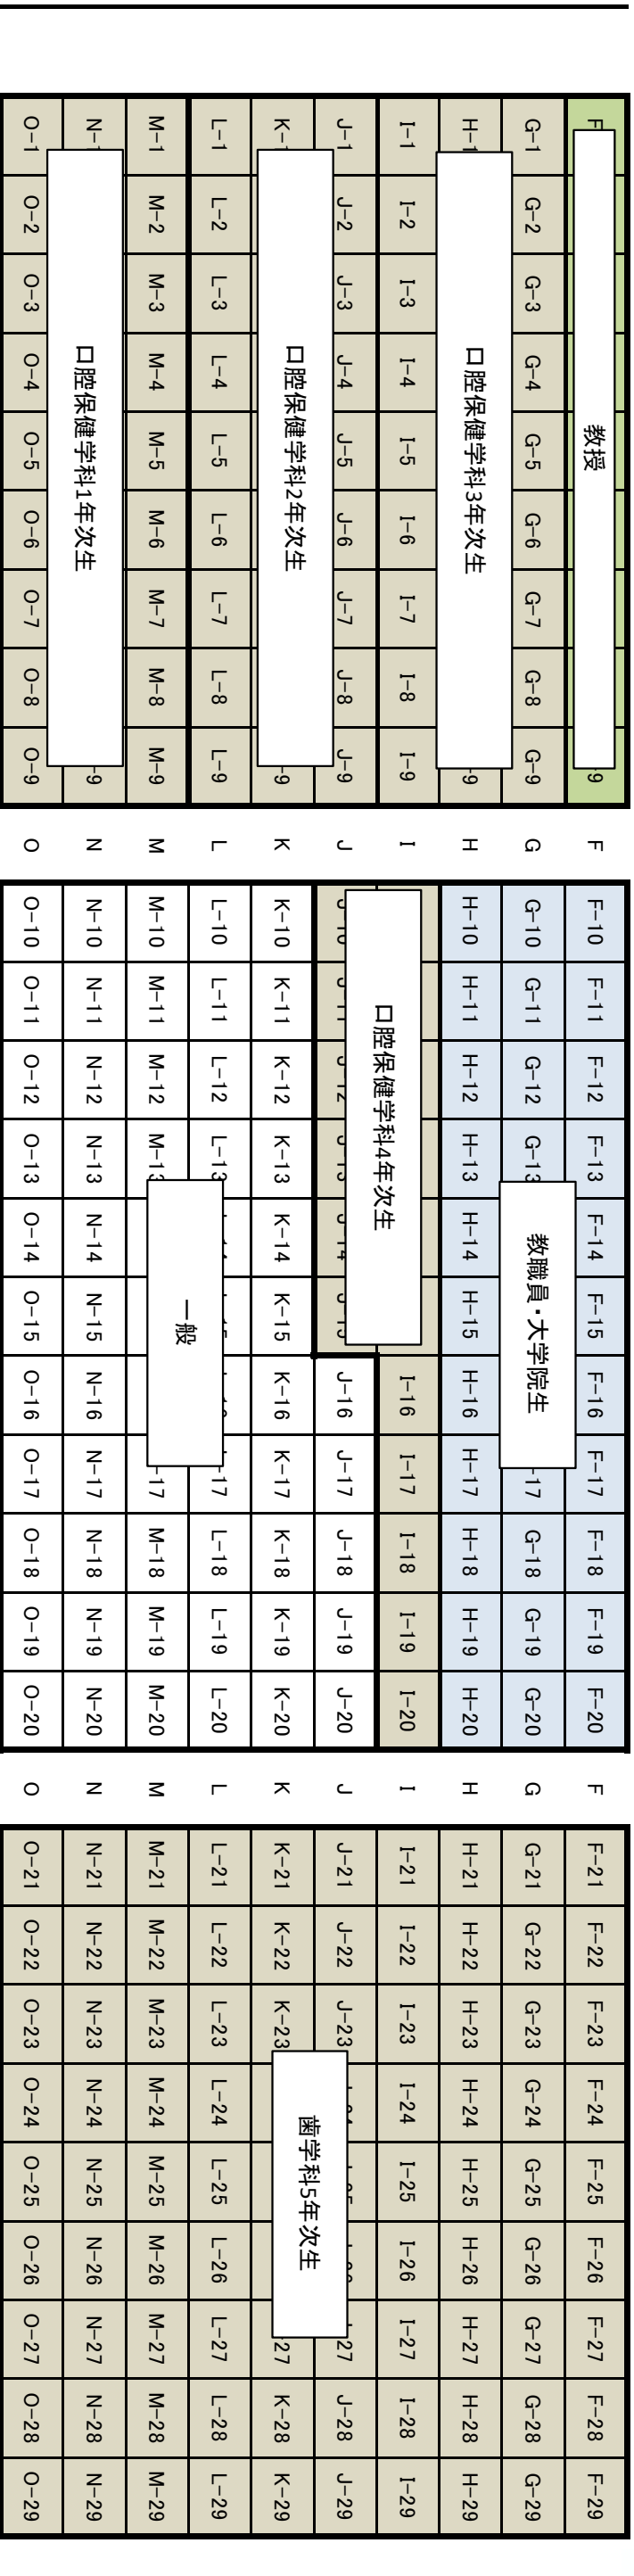 教授 F F-10 F-11 F-12 F-13 F-14 F-15 F-16 F-17 F-18 F-19 F-20 F F-21 F-22 F-23 F-24 F-25 F-26 F-27 F-28 F-29
G-1 G-2 G-3 G-4 G-5 G-6 G-7 G-8 G-9 G G-10 G-11 G-12 G-13 G-18 G-19 G-20 G G-21 G-22 G-23 G-24 G-25 G-26 G-27 G-28 G-29
教職員・大学院生
口腔保健学科3年次生
H H-10 H-11 H-12 H-13 H-14 H-15 H-16 H-17 H-18 H-19 H-20 H H-21 H-22 H-23 H-24 H-25 H-26 H-27 H-28 H-29
I-1 I-2 I-3 I-4 I-5 I-6 I-7 I-8 I-9 I I-16 I-17 I-18 I-19 I-20 I I-21 I-22 I-23 I-24 I-25 I-26 I-27 I-28 I-29
口腔保健学科4年次生
J-1 J-2 J-3 J-4 J-5 J-6 J-7 J-8 J-9 J J-16 J-17 J-18 J-19 J-20 J J-21 J-22 J-23 J-28 J-29
口腔保健学科2年次生
歯学科5年次生
K K-10 K-11 K-12 K-13 K-14 K-15 K-16 K-17 K-18 K-19 K-20 K K-21 K-22 K-23 K-28 K-29
L-1 L-2 L-3 L-4 L-5 L-6 L-7 L-8 L-9 L L-10 L-11 L-12 L-13 L-18 L-19 L-20 L L-21 L-22 L-23 L-24 L-25 L-26 L-27 L-28 L-29
一般
M-1 M-2 M-3 M-4 M-5 M-6 M-7 M-8 M-9 M M-10 M-11 M-12 M-13 M-18 M-19 M-20 M M-21 M-22 M-23 M-24 M-25 M-26 M-27 M-28 M-29
口腔保健学科1年次生
N N-10 N-11 N-12 N-13 N-14 N-15 N-16 N-17 N-18 N-19 N-20 N N-21 N-22 N-23 N-24 N-25 N-26 N-27 N-28 N-29
O-1 O-2 O-3 O-4 O-5 O-6 O-7 O-8 O-9 O O-10 O-11 O-12 O-13 O-14 O-15 O-16 O-17 O-18 O-19 O-20 O O-21 O-22 O-23 O-24 O-25 O-26 O-27 O-28 O-29